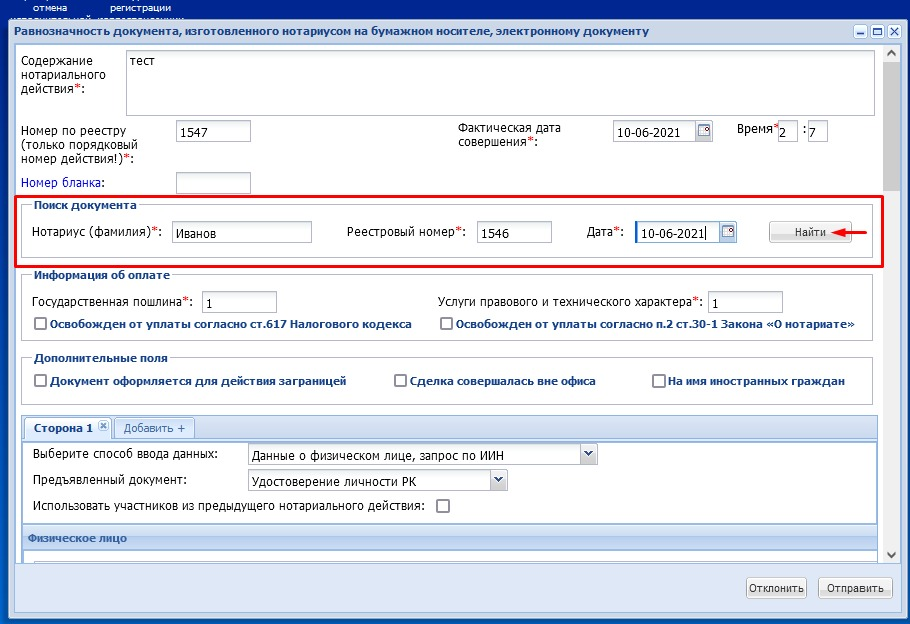 отмена регистрации
Равнозначность документа, изготовленного нотариусом на бумажном носителе, электронному документу
Содержание нотариального действия*:
тест
Номер по реестру (только порядковый номер действия!)*:
1547
Фактическая дата совершения*:
10-06-2021
Время* 2 : 7
Номер бланка:
Поиск документа
Нотариус (фамилия)*: Иванов Реестровый номер*: 1546 Дата*: 10-06-2021 Найти
Информация об оплате
Государственная пошлина*: 1 Услуги правового и технического характера*: 1
Освобожден от уплаты согласно ст.617 Налогового кодекса Освобожден от уплаты согласно п.2 ст.30-1 Закона «О нотариате»
Дополнительные поля
Документ оформляется для действия заграницей Сделка совершалась вне офиса На имя иностранных граждан
Сторона 1 Добавить +
Выберите способ ввода данных: Данные о физическом лице, запрос по ИИН
Предъявленный документ: Удостоверение личности РК
Использовать участников из предыдущего нотариального действия:
Физическое лицо
Отклонить Отправить